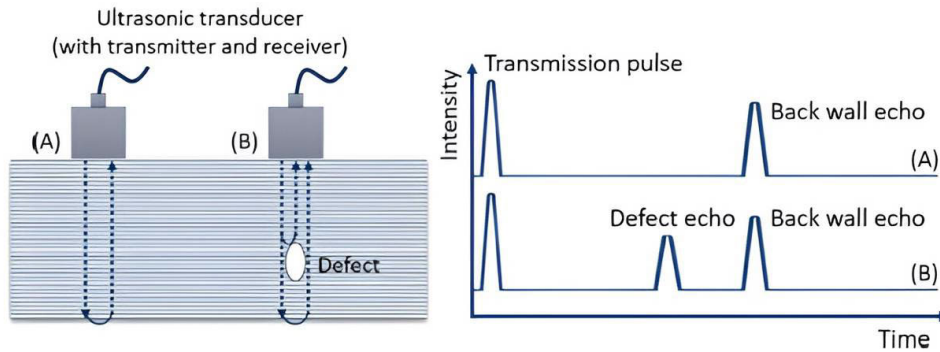 Ultrasonic transducer
(with transmitter and receiver)
(A)
(B)
Defect
Intensity
Transmission pulse
Back wall echo
(A)
Defect echo
Back wall echo
(B)
Time